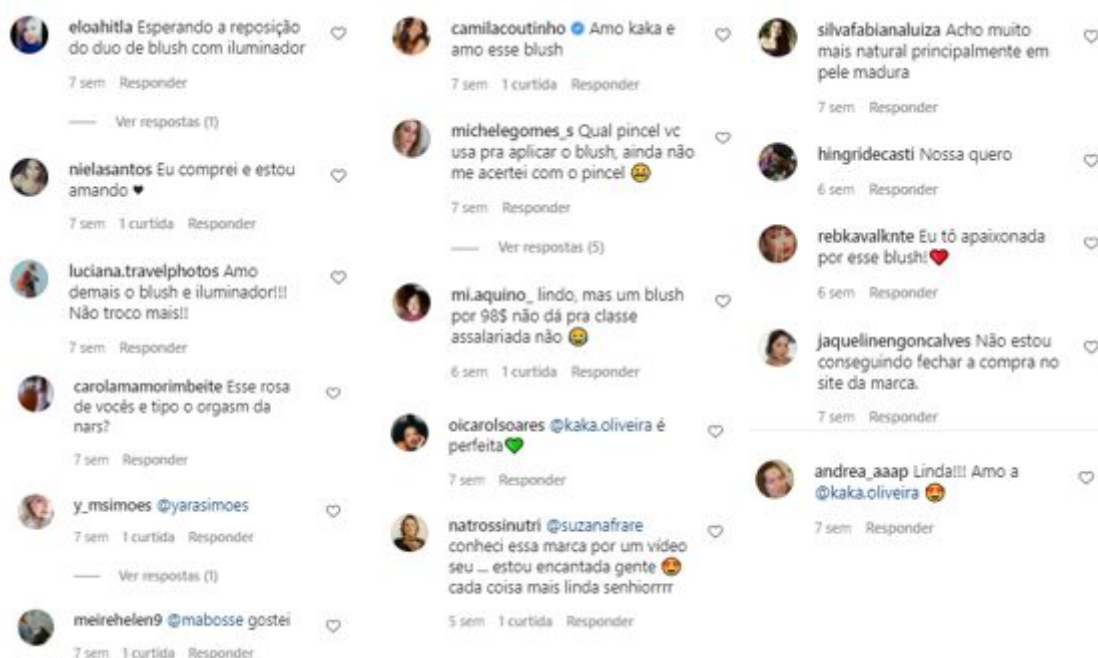 eloahitla Esperando a reposição
do duo de blush com iluminador
7 sem Responder
Ver respostas (1)
nielasantos Eu comprei e estou
amando ♥
7 sem 1 curtida Responder
luciana.travelphotos Amo
demais o blush e iluminador!!!
Não troco mais!!
7 sem Responder
carolamamorimbeite Esse rosa
de vocês e tipo o orgasm da
nars?
7 sem Responder
y_msimoes @yarasimoes
7 sem 1 curtida Responder
Ver respostas (1)
meirehelen9 @mabosse gostei
7 sem 1 curtida Responder
camilacoutinho Amo kaka e
amo esse blush
7 sem 1 curtida Responder
michelegomes_s Qual pincel vc
usa pra aplicar o blush, ainda não
me acertei com o pincel 😄
7 sem Responder
Ver respostas (5)
mi.aquino_ lindo, mas um blush
por 98$ não dá pra classe
assalariada não 😂
6 sem 1 curtida Responder
oicarolsoares @kaka.oliveira é
perfeita💚
7 sem Responder
natrossinutri @suzanafrare
conheci essa marca por um vídeo
seu ... estou encantada gente 😍
cada coisa mais linda senhiorrrr
5 sem 1 curtida Responder
silvafabianaluiza Acho muito
mais natural principalmente em
pele madura
7 sem Responder
hingridecasti Nossa quero
6 sem Responder
rebkavalknte Eu tô apaixonada
por esse blush!❤️
6 sem Responder
jaquelinengoncalves Não estou
conseguindo fechar a compra no
site da marca.
7 sem Responder
andrea_aaap Linda!!! Amo a
@kaka.oliveira 😍
7 sem Responder